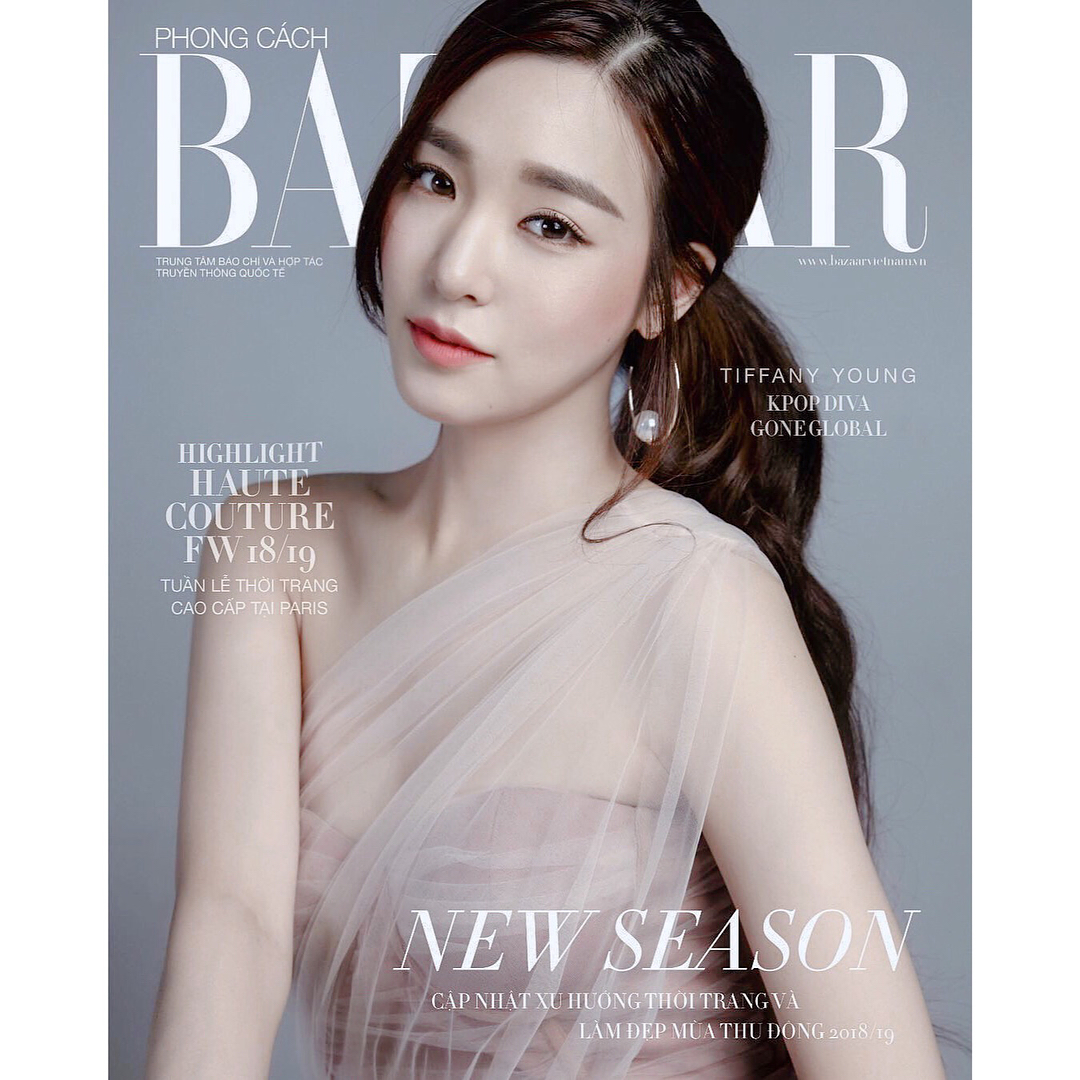 PHONG CÁCH
BAZAAR
TRUNG TÂM BÁO CHÍ VÀ HỢP TÁC
TRUYỀN THÔNG QUỐC TẾ
www.bazaarvietnam.vn
TIFFANY YOUNG
KPOP DIVA
GONE GLOBAL
HIGHLIGHT
HAUTE
COUTURE
FW 18/19
TUẦN LỄ THỜI TRANG
CAO CẤP TẠI PARIS
NEW SEASON
CẬP NHẬT XU HƯỚNG THỜI TRANG VÀ
LÀM ĐẸP MÙA THU ĐÔNG 2018/19